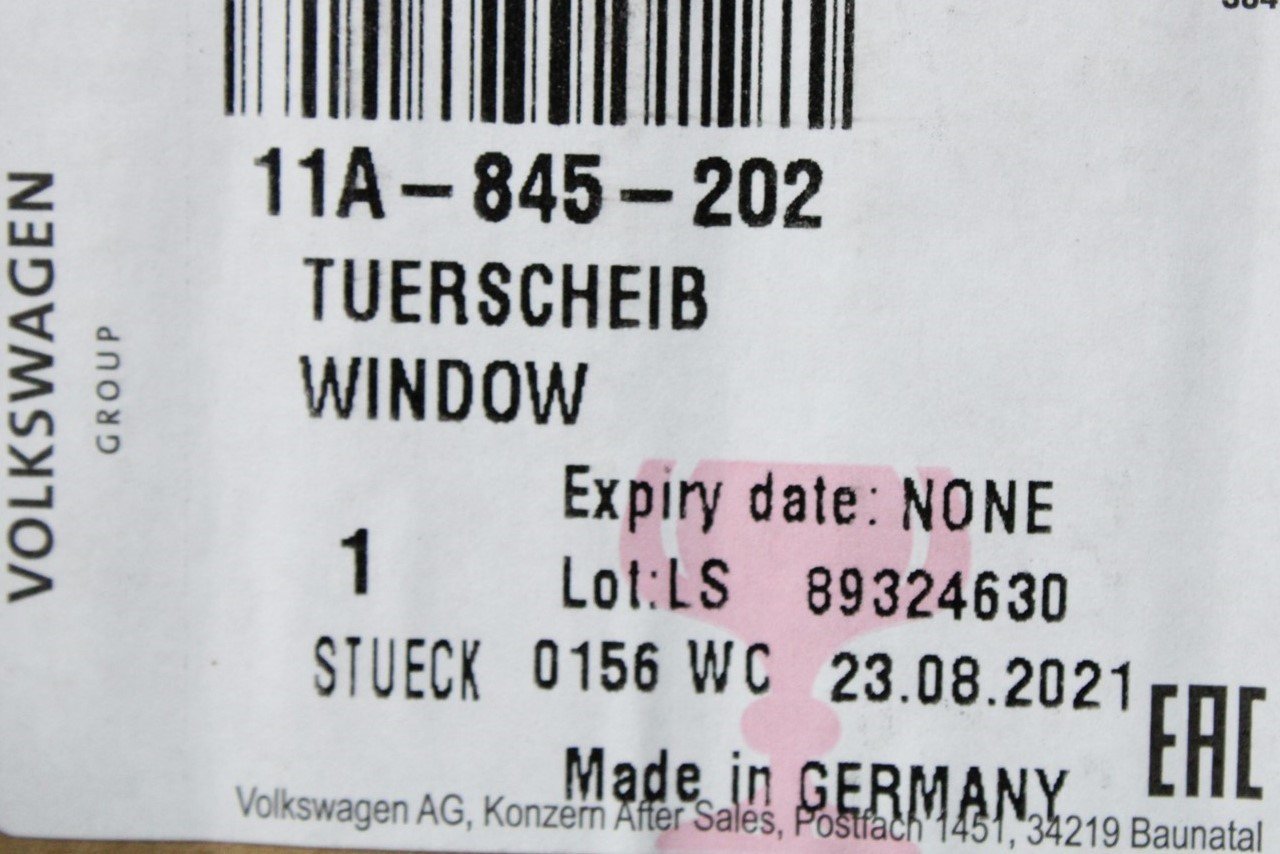 11A-845-202
TUERSCHEIB
WINDOW
Expiry date: NONE
1
Lot:LS 89324630
STUECK 0156 WC 23.08.2021
EAC
Made in GERMANY
Volkswagen AG, Konzern After Sales, Postfach 1451, 34219 Baunatal
VOLKSWAGEN
GROUP